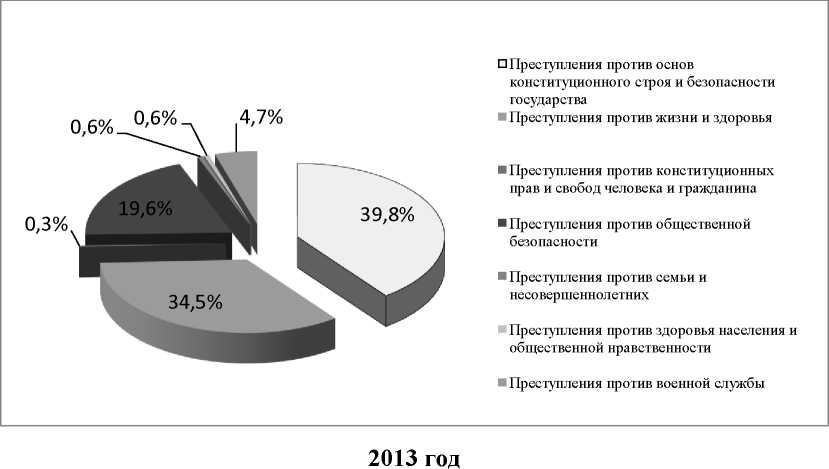 Преступления против основ
конституционного строя и безопасности
государства
Преступления против жизни и здоровья
Преступления против конституционных
прав и свобод человека и гражданина
Преступления против общественной
безопасности
Преступления против семьи и
несовершеннолетних
Преступления против здоровья населения и
общественной нравственности
Преступления против военной службы
0,6%
0,6%
4,7%
19,6%
39,8%
0,3%
34,5%
2013 год